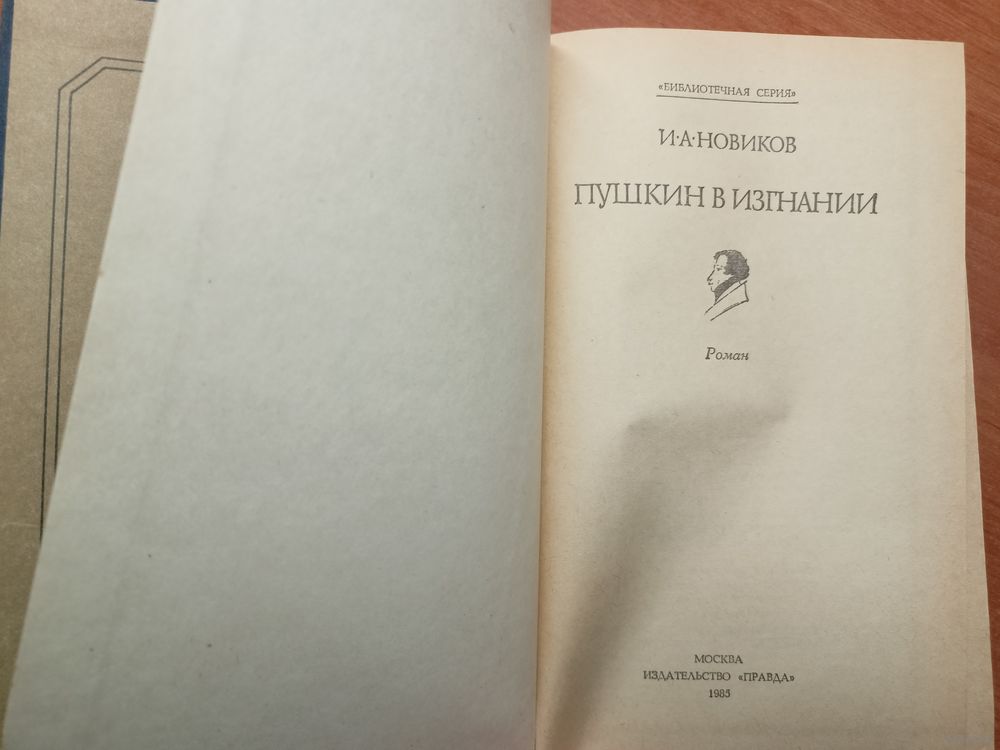 «БИБЛИОТЕЧНАЯ СЕРИЯ»
И·А·НОВИКОВ
ПУШКИН В ИЗГНАНИИ
Роман
МОСКВА
ИЗДАТЕЛЬСТВО «ПРАВДА»
1985